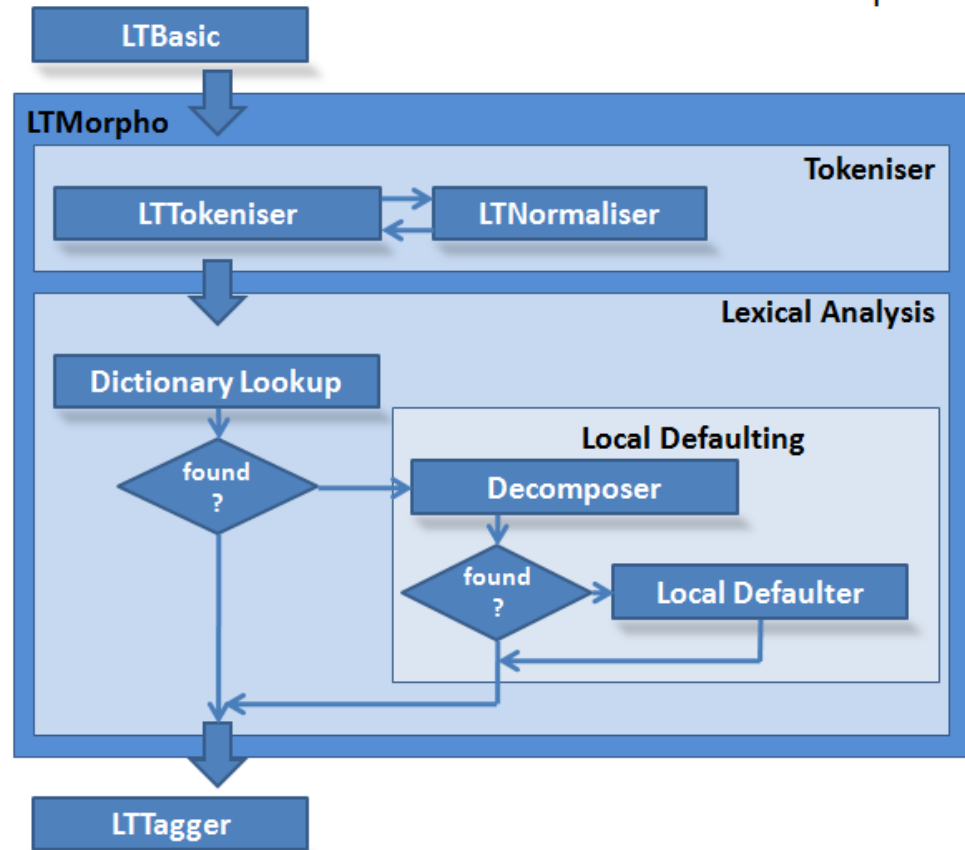 LTBasic
LTMorpho
Tokeniser
LTTokeniser
LTNormaliser
Lexical Analysis
Dictionary Lookup
Local Defaulting
found
?
Decomposer
found
?
Local Defaulter
LTTagger